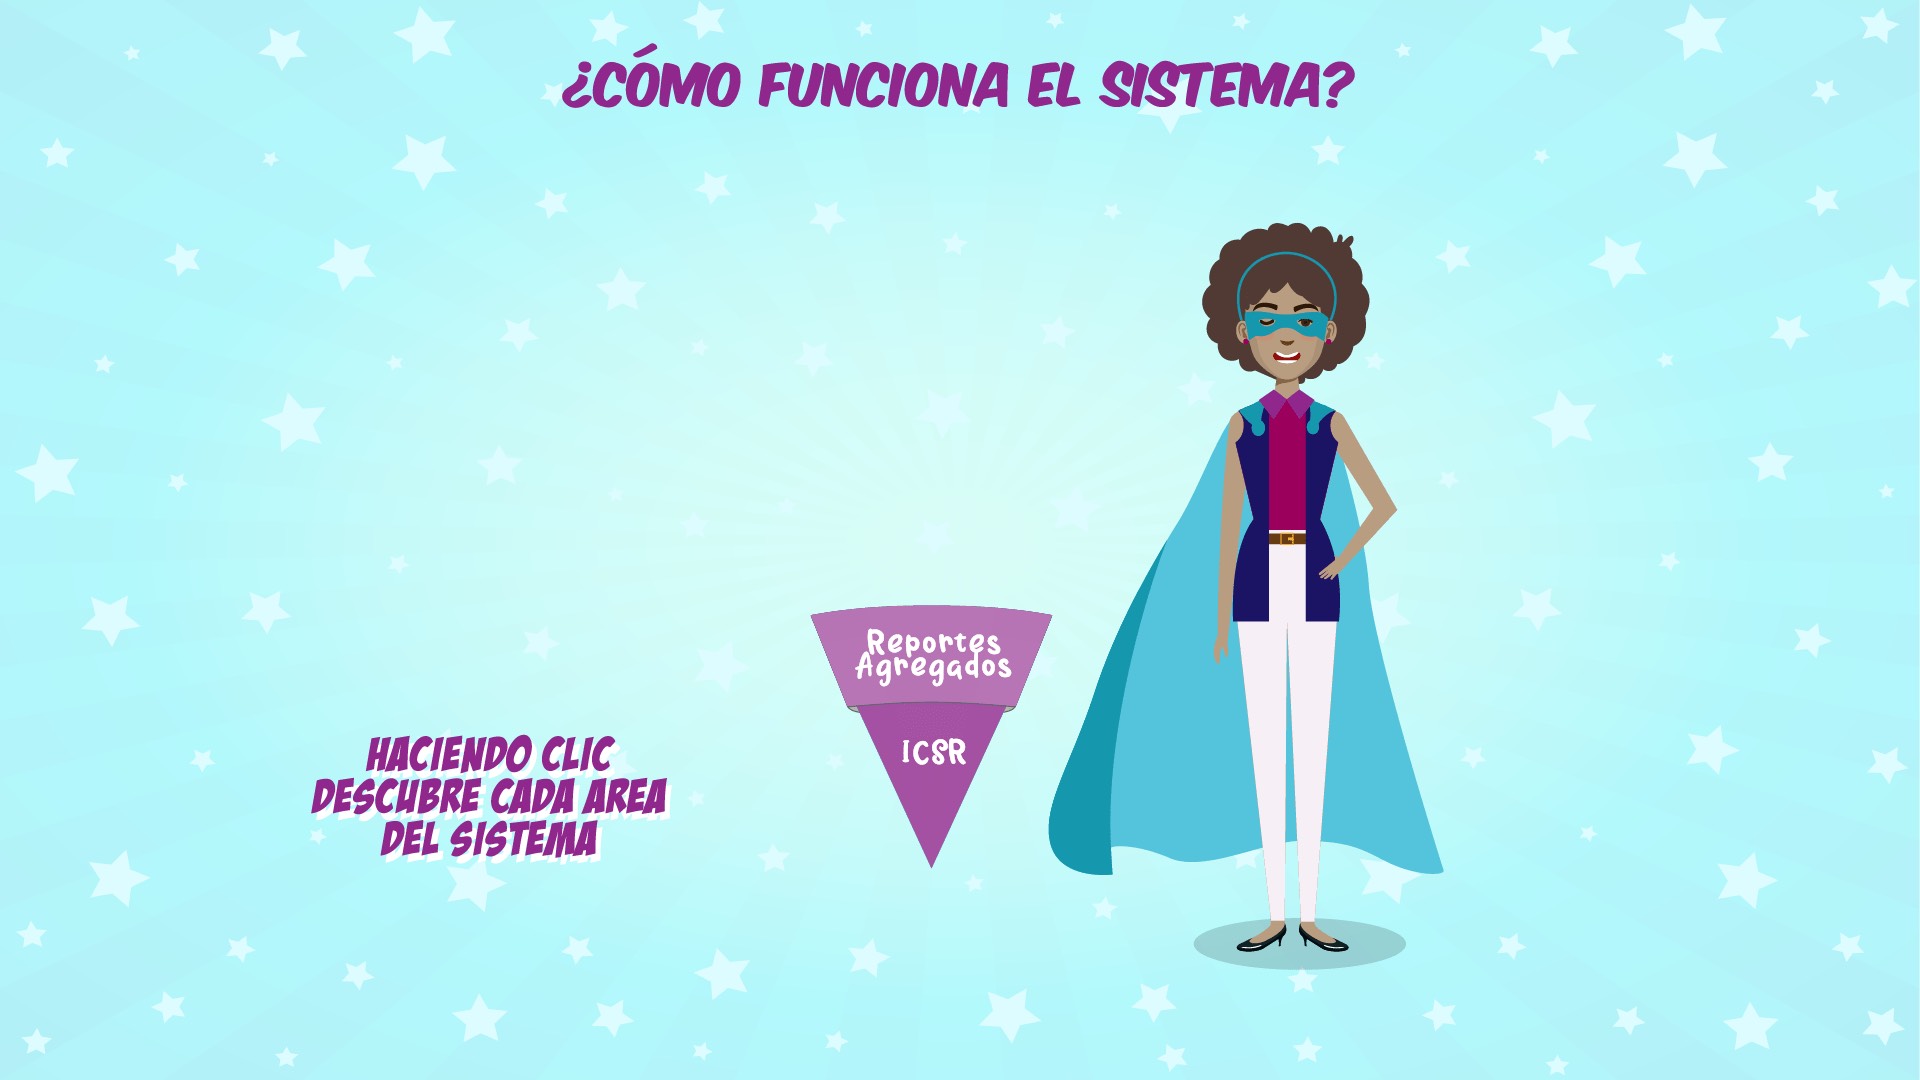 ¿CÓMO FUNCIONA EL SISTEMA?
Reportes
Agregados
ICSR
HACIENDO CLIC
DESCUBRE CADA AREA
DEL SISTEMA